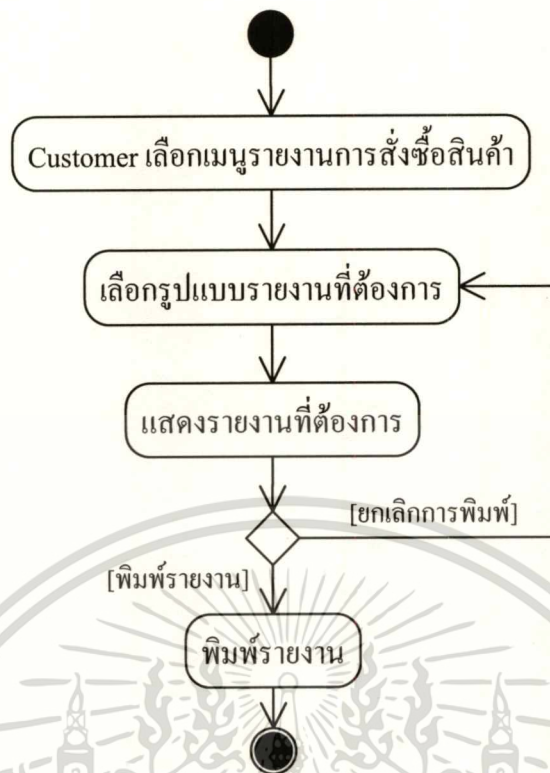 Customer เลือกเมนูรายงานการสั่งซื้อสินค้า
เลือกรูปแบบรายงานที่ต้องการ
แสดงรายงานที่ต้องการ
[ยกเลิกการพิมพ์]
[พิมพ์รายงาน]
พิมพ์รายงาน